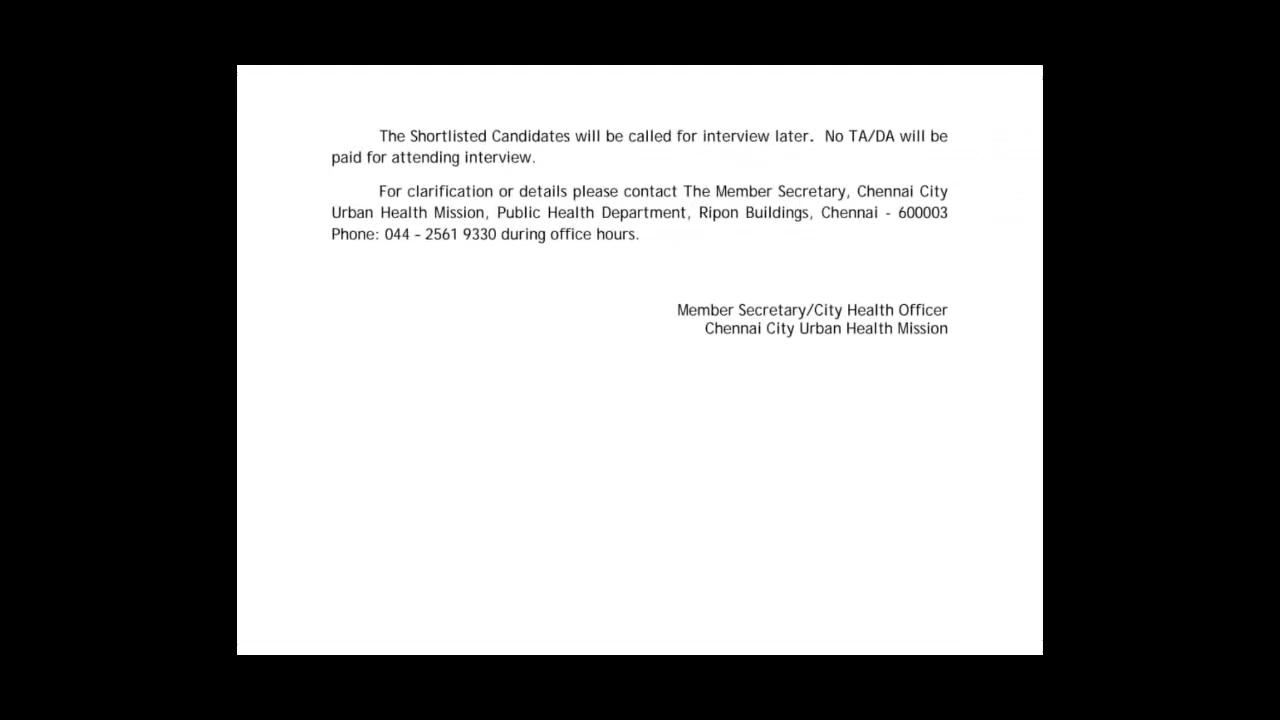 The Shortlisted Candidates will be called for interview later. No TA/DA will be
paid for attending interview.
For clarification or details please contact The Member Secretary, Chennai City
Urban Health Mission, Public Health Department, Ripon Buildings, Chennai - 600003
Phone: 044 – 2561 9330 during office hours.
Member Secretary/City Health Officer
Chennai City Urban Health Mission